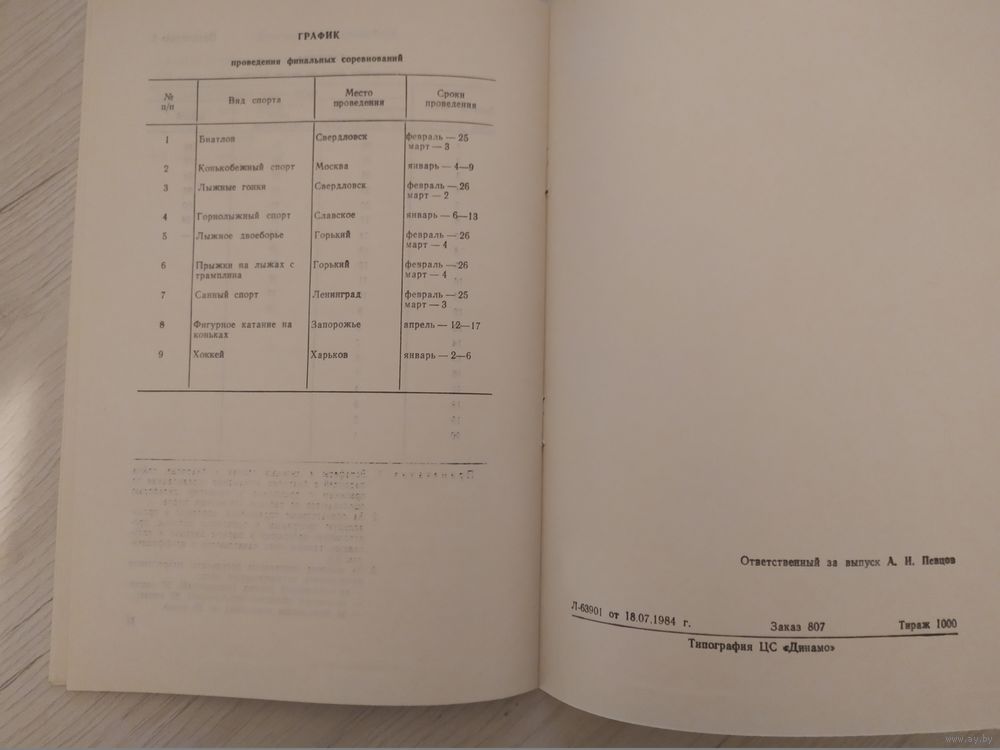 ГРАФИК
проведения финальных соревнований
№ п/п Вид спорта Место проведения Сроки проведения
1 Биатлон Свердловск февраль — 25
март — 3
2 Конькобежный спорт Москва январь — 4—9
3 Лыжные гонки Свердловск февраль — 26
март — 2
4 Горнолыжный спорт Славское январь — 6—13
5 Лыжное двоеборье Горький февраль — 26
март — 4
6 Прыжки на лыжах с Горький февраль — 26
трамплина март — 4
7 Санный спорт Ленинград февраль — 25
март — 3
8 Фигурное катание на Запорожье апрель — 12—17
коньках
9 Хоккей Харьков январь — 2—6
Ответственный за выпуск А. И. Певцов
Л-63901 от 18.07.1984 г. Заказ 807 Тираж 1000
Типография ЦС «Динамо»
www.ay.by